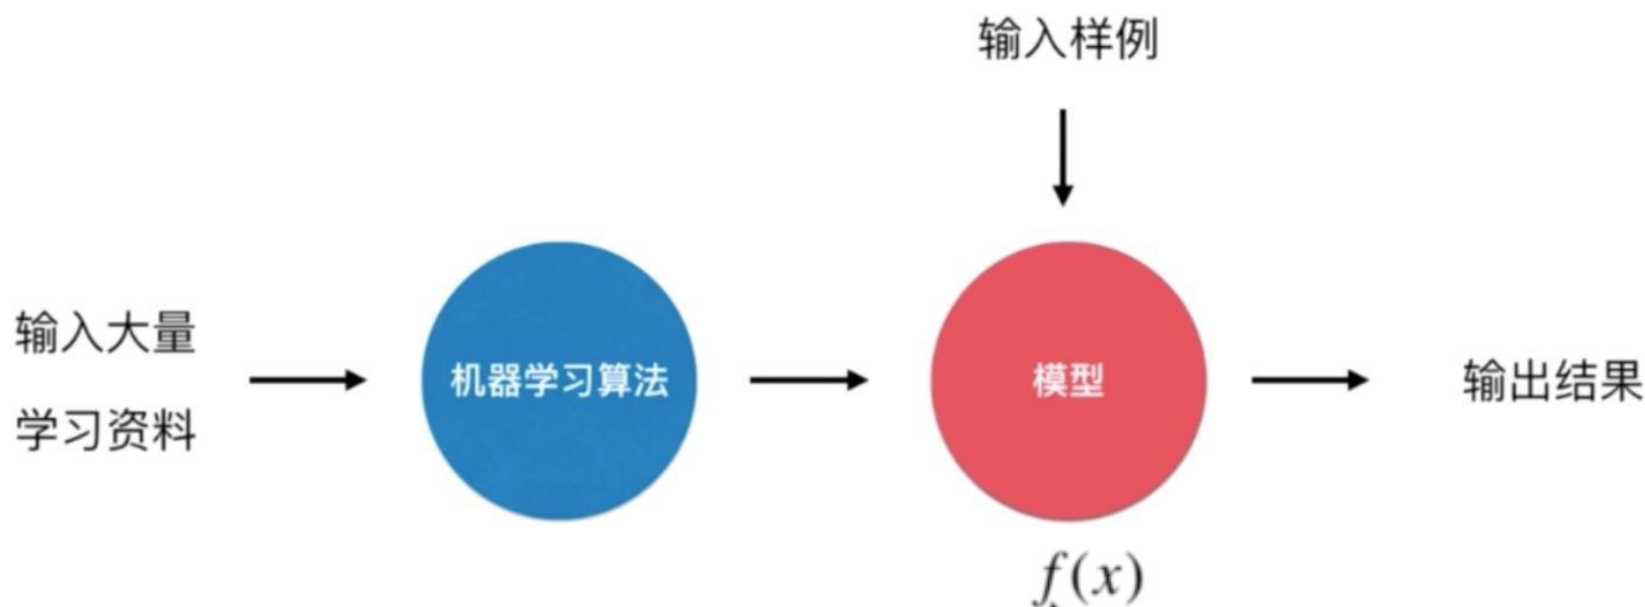 输入样例
输入大量
学习资料
机器学习算法
模型
输出结果
f(x)